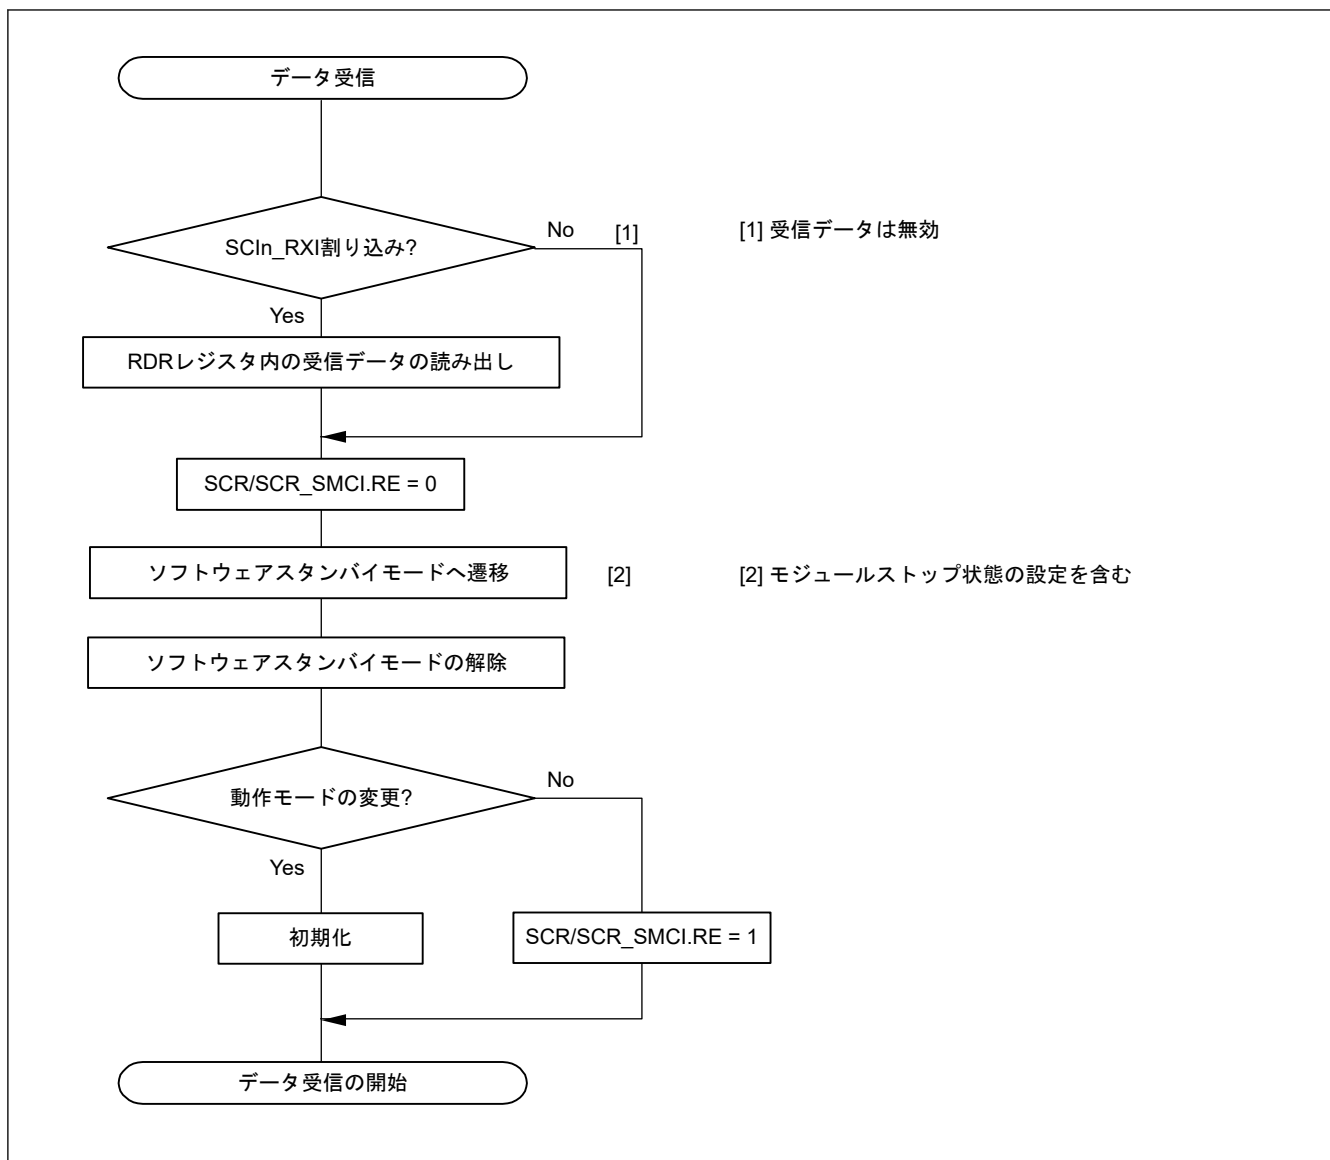 データ受信
SCIn_RXI割り込み?
No
[1]
[1] 受信データは無効
Yes
RDRレジスタ内の受信データの読み出し
SCR/SCR_SMCI.RE = 0
ソフトウェアスタンバイモードへ遷移
[2]
[2] モジュールストップ状態の設定を含む
ソフトウェアスタンバイモードの解除
動作モードの変更?
No
Yes
初期化
SCR/SCR_SMCI.RE = 1
データ受信の開始